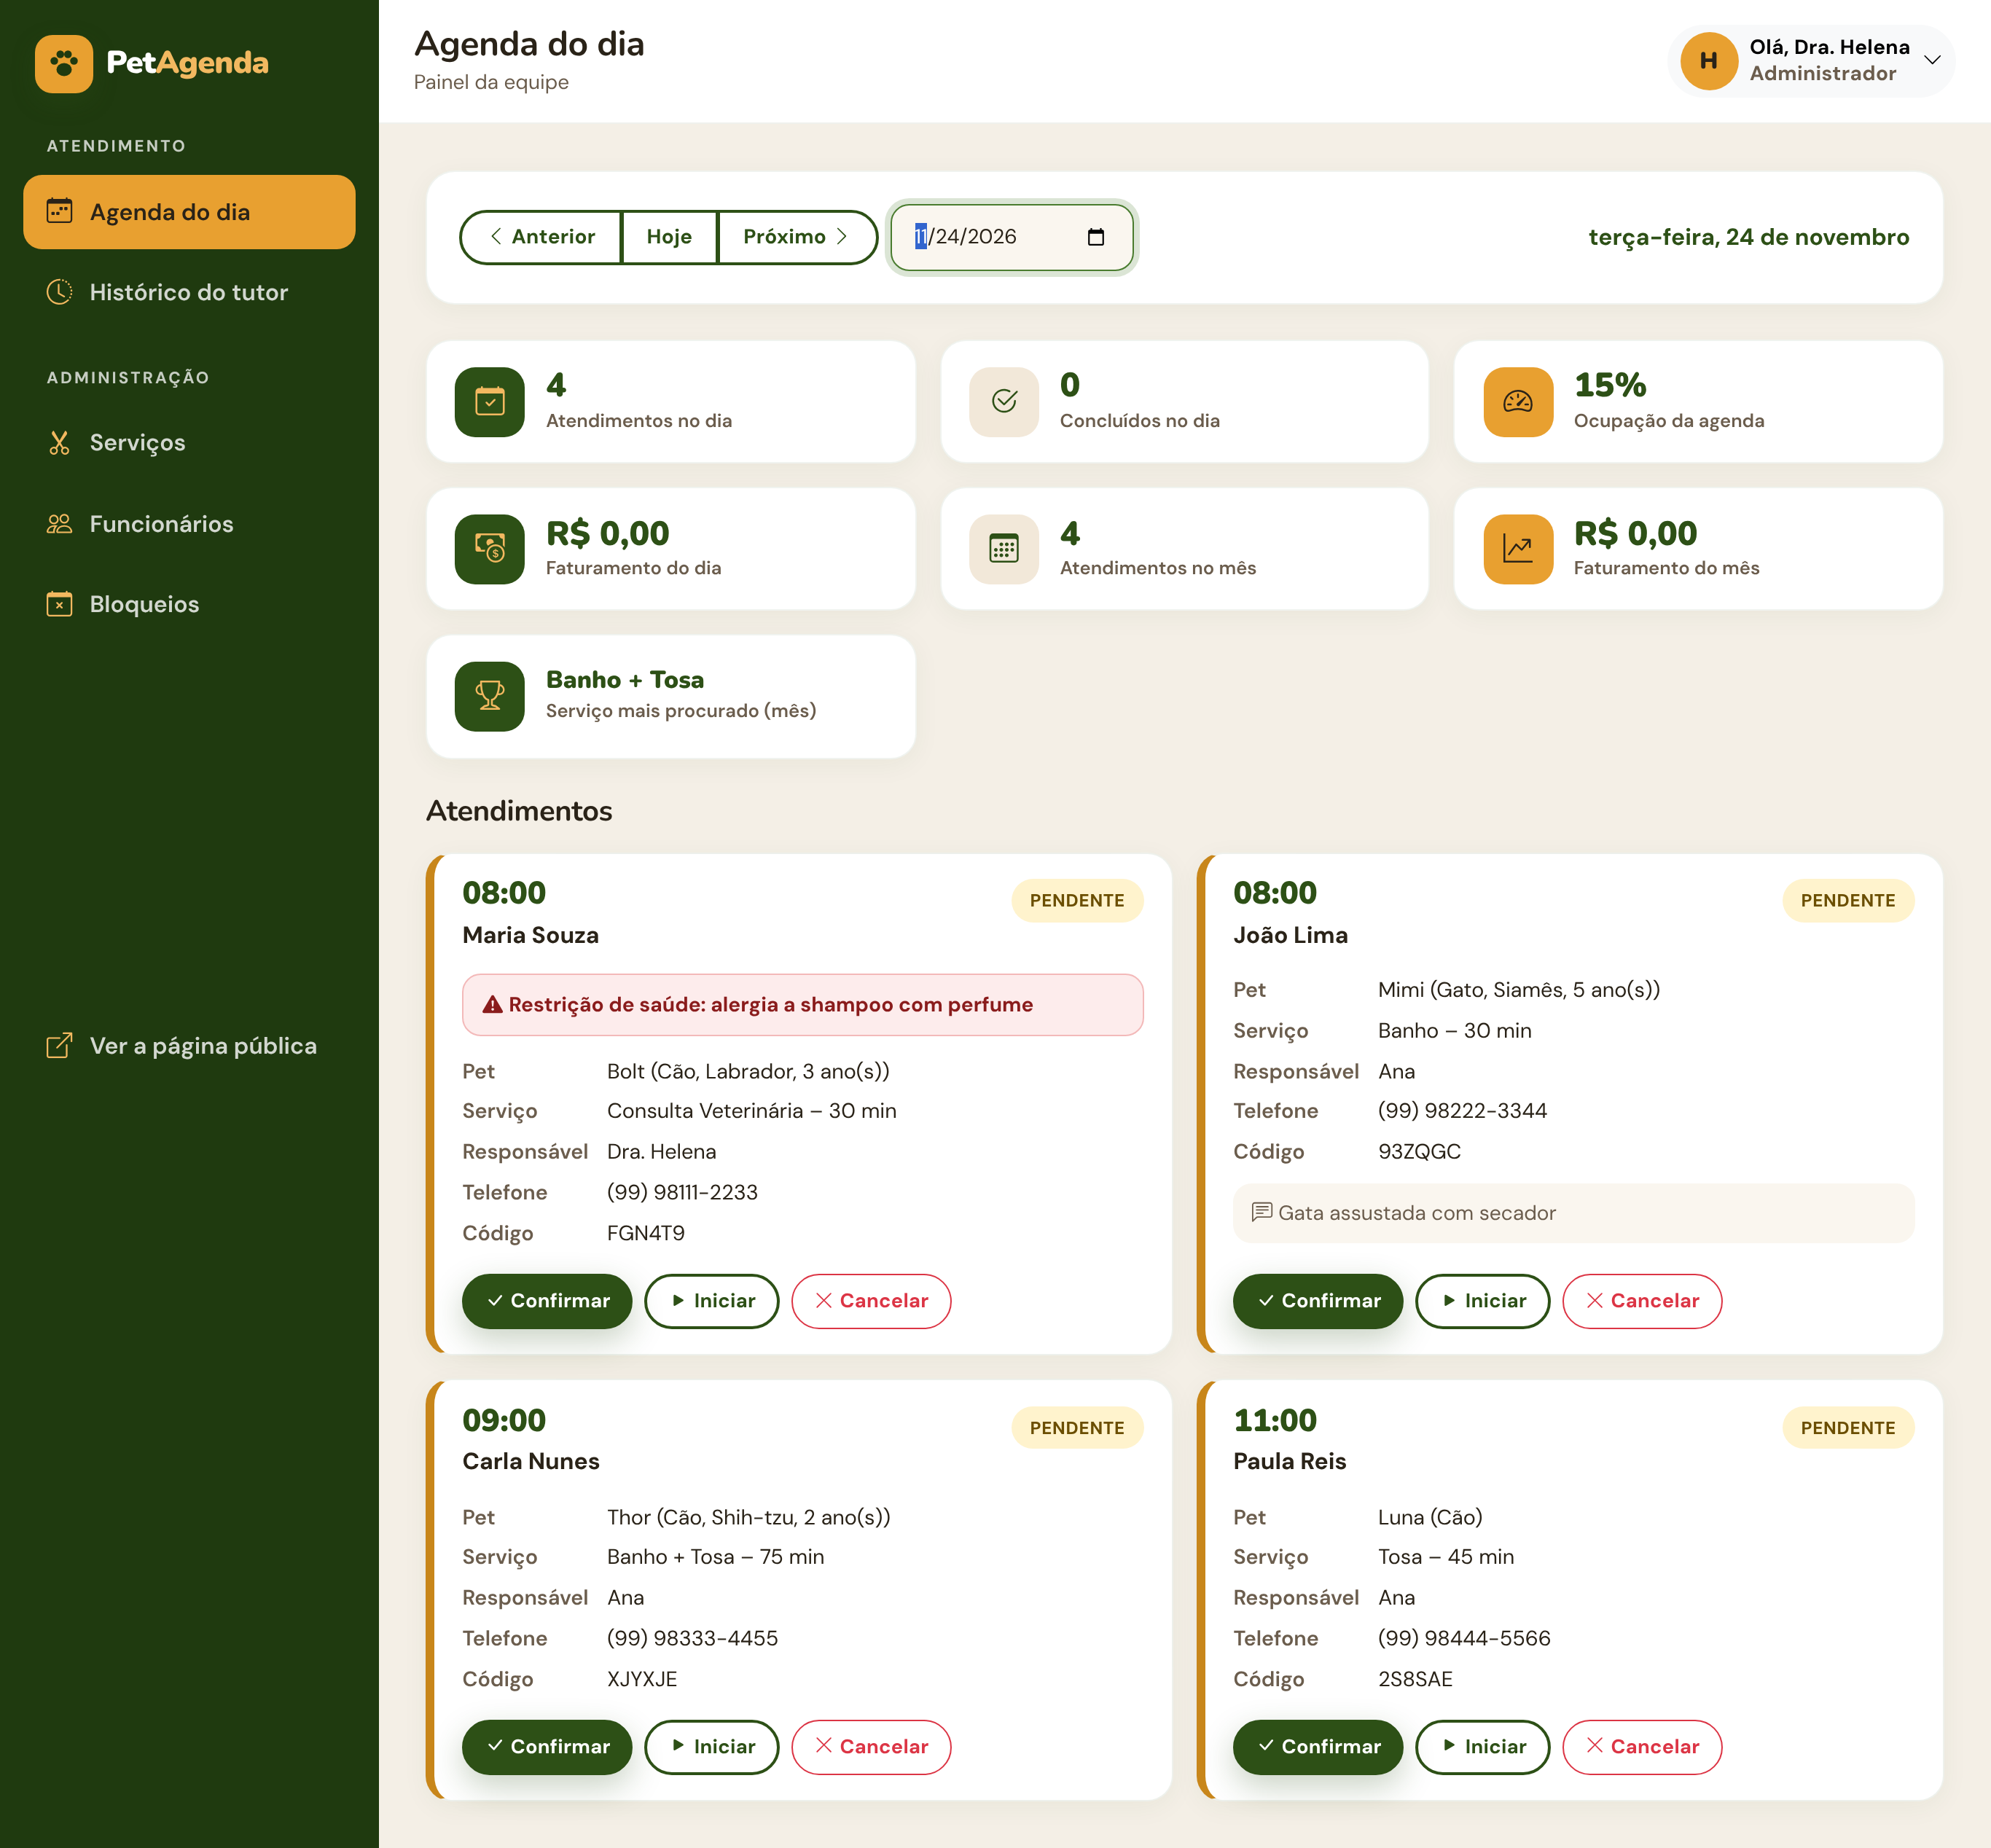 PetAgenda
ATENDIMENTO
Agenda do dia
Histórico do tutor
ADMINISTRAÇÃO
Serviços
Funcionários
Bloqueios
Ver a página pública
Agenda do dia
Painel da equipe
H
Olá, Dra. Helena
Administrador
Anterior
Hoje
Próximo
11/24/2026
terça-feira, 24 de novembro
4
Atendimentos no dia
0
Concluídos no dia
15%
Ocupação da agenda
R$ 0,00
Faturamento do dia
4
Atendimentos no mês
R$ 0,00
Faturamento do mês
Banho + Tosa
Serviço mais procurado (mês)
Atendimentos
08:00
PENDENTE
Maria Souza
Restrição de saúde: alergia a shampoo com perfume
Pet Bolt (Cão, Labrador, 3 ano(s))
Serviço Consulta Veterinária – 30 min
Responsável Dra. Helena
Telefone (99) 98111-2233
Código FGN4T9
Confirmar Iniciar Cancelar
08:00
PENDENTE
João Lima
Pet Mimi (Gato, Siamês, 5 ano(s))
Serviço Banho – 30 min
Responsável Ana
Telefone (99) 98222-3344
Código 93ZQGC
Gata assustada com secador
Confirmar Iniciar Cancelar
09:00
PENDENTE
Carla Nunes
Pet Thor (Cão, Shih-tzu, 2 ano(s))
Serviço Banho + Tosa – 75 min
Responsável Ana
Telefone (99) 98333-4455
Código XJYXJE
Confirmar Iniciar Cancelar
11:00
PENDENTE
Paula Reis
Pet Luna (Cão)
Serviço Tosa – 45 min
Responsável Ana
Telefone (99) 98444-5566
Código 2S8SAE
Confirmar Iniciar Cancelar